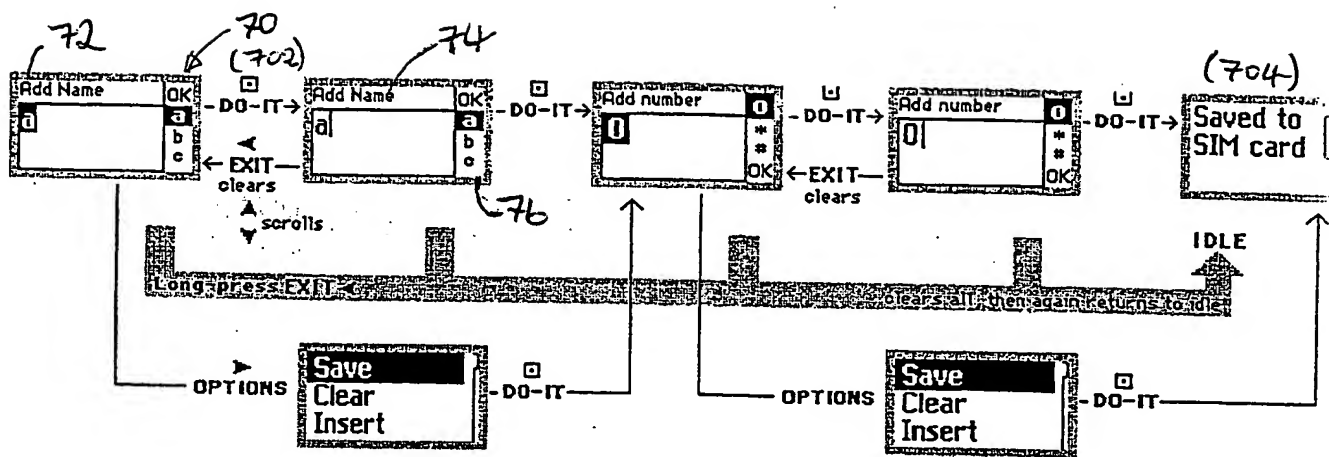 72
70
(702)
74
(704)
Add Name
OK
a
a
b
c
DO-IT
EXIT
clears
scrolls
Add Name
OK
a
a
b
c
76
DO-IT
Add number
0
0
*
#
OK
DO-IT
EXIT
clears
Add number
0
0
*
#
OK
DO-IT
Saved to
SIM card
IDLE
Long-press EXIT
clears all, then again returns to idle
OPTIONS
Save
Clear
Insert
DO-IT
OPTIONS
Save
Clear
Insert
DO-IT